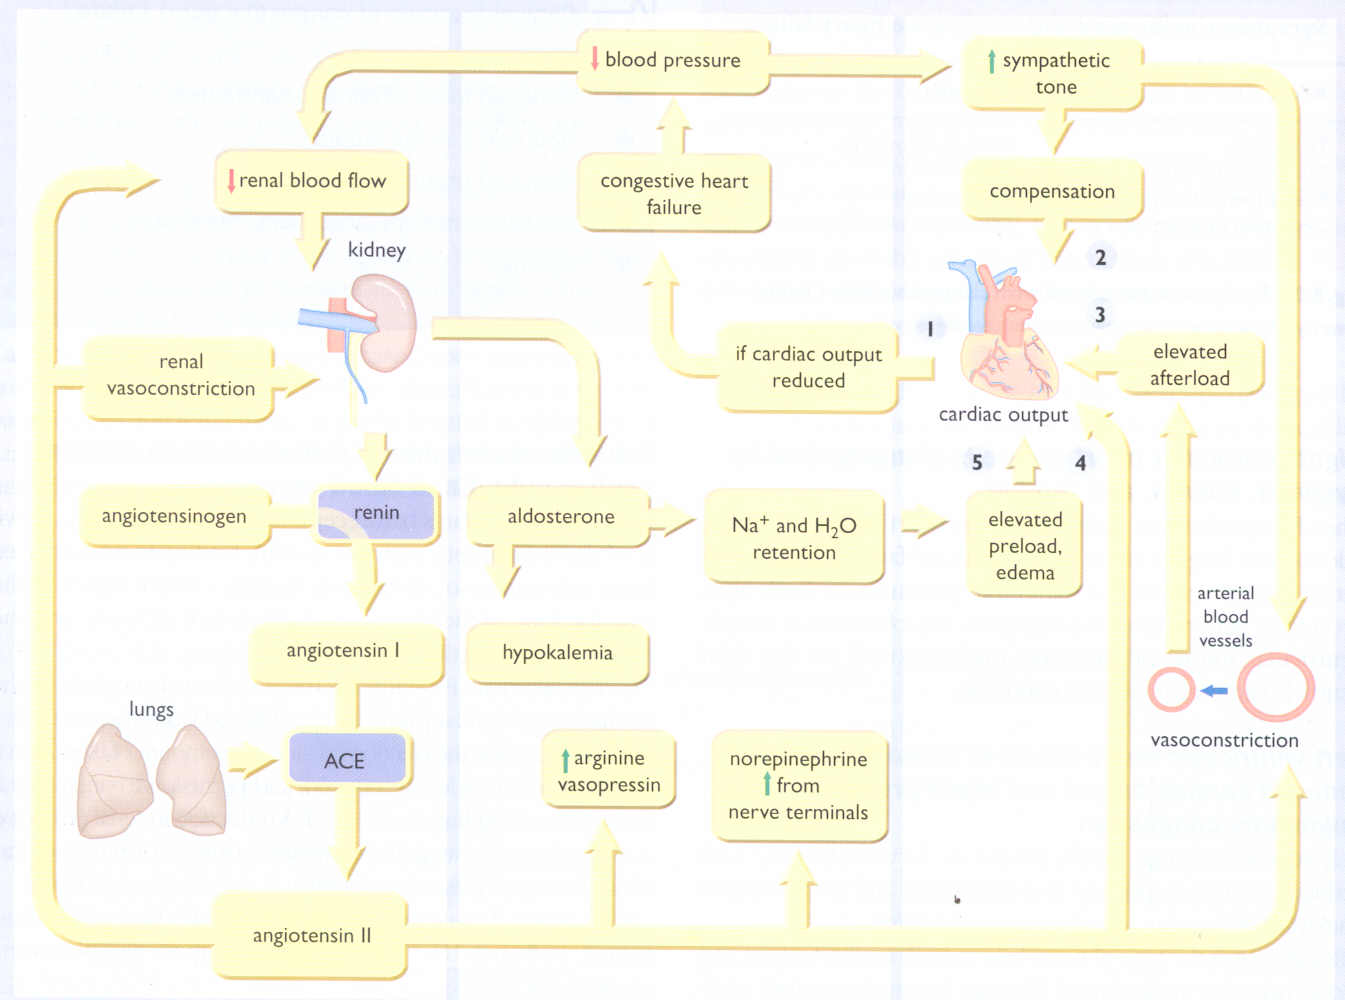 blood pressure
sympathetic
tone
renal blood flow
congestive heart
failure
compensation
kidney
2
3
1
renal
vasoconstriction
if cardiac output
reduced
elevated
afterload
cardiac output
5
4
angiotensinogen
renin
aldosterone
Na⁺ and H₂O
retention
elevated
preload,
edema
arterial
blood
vessels
angiotensin I
hypokalemia
lungs
vasoconstriction
ACE
arginine
vasopressin
norepinephrine
from
nerve terminals
angiotensin II